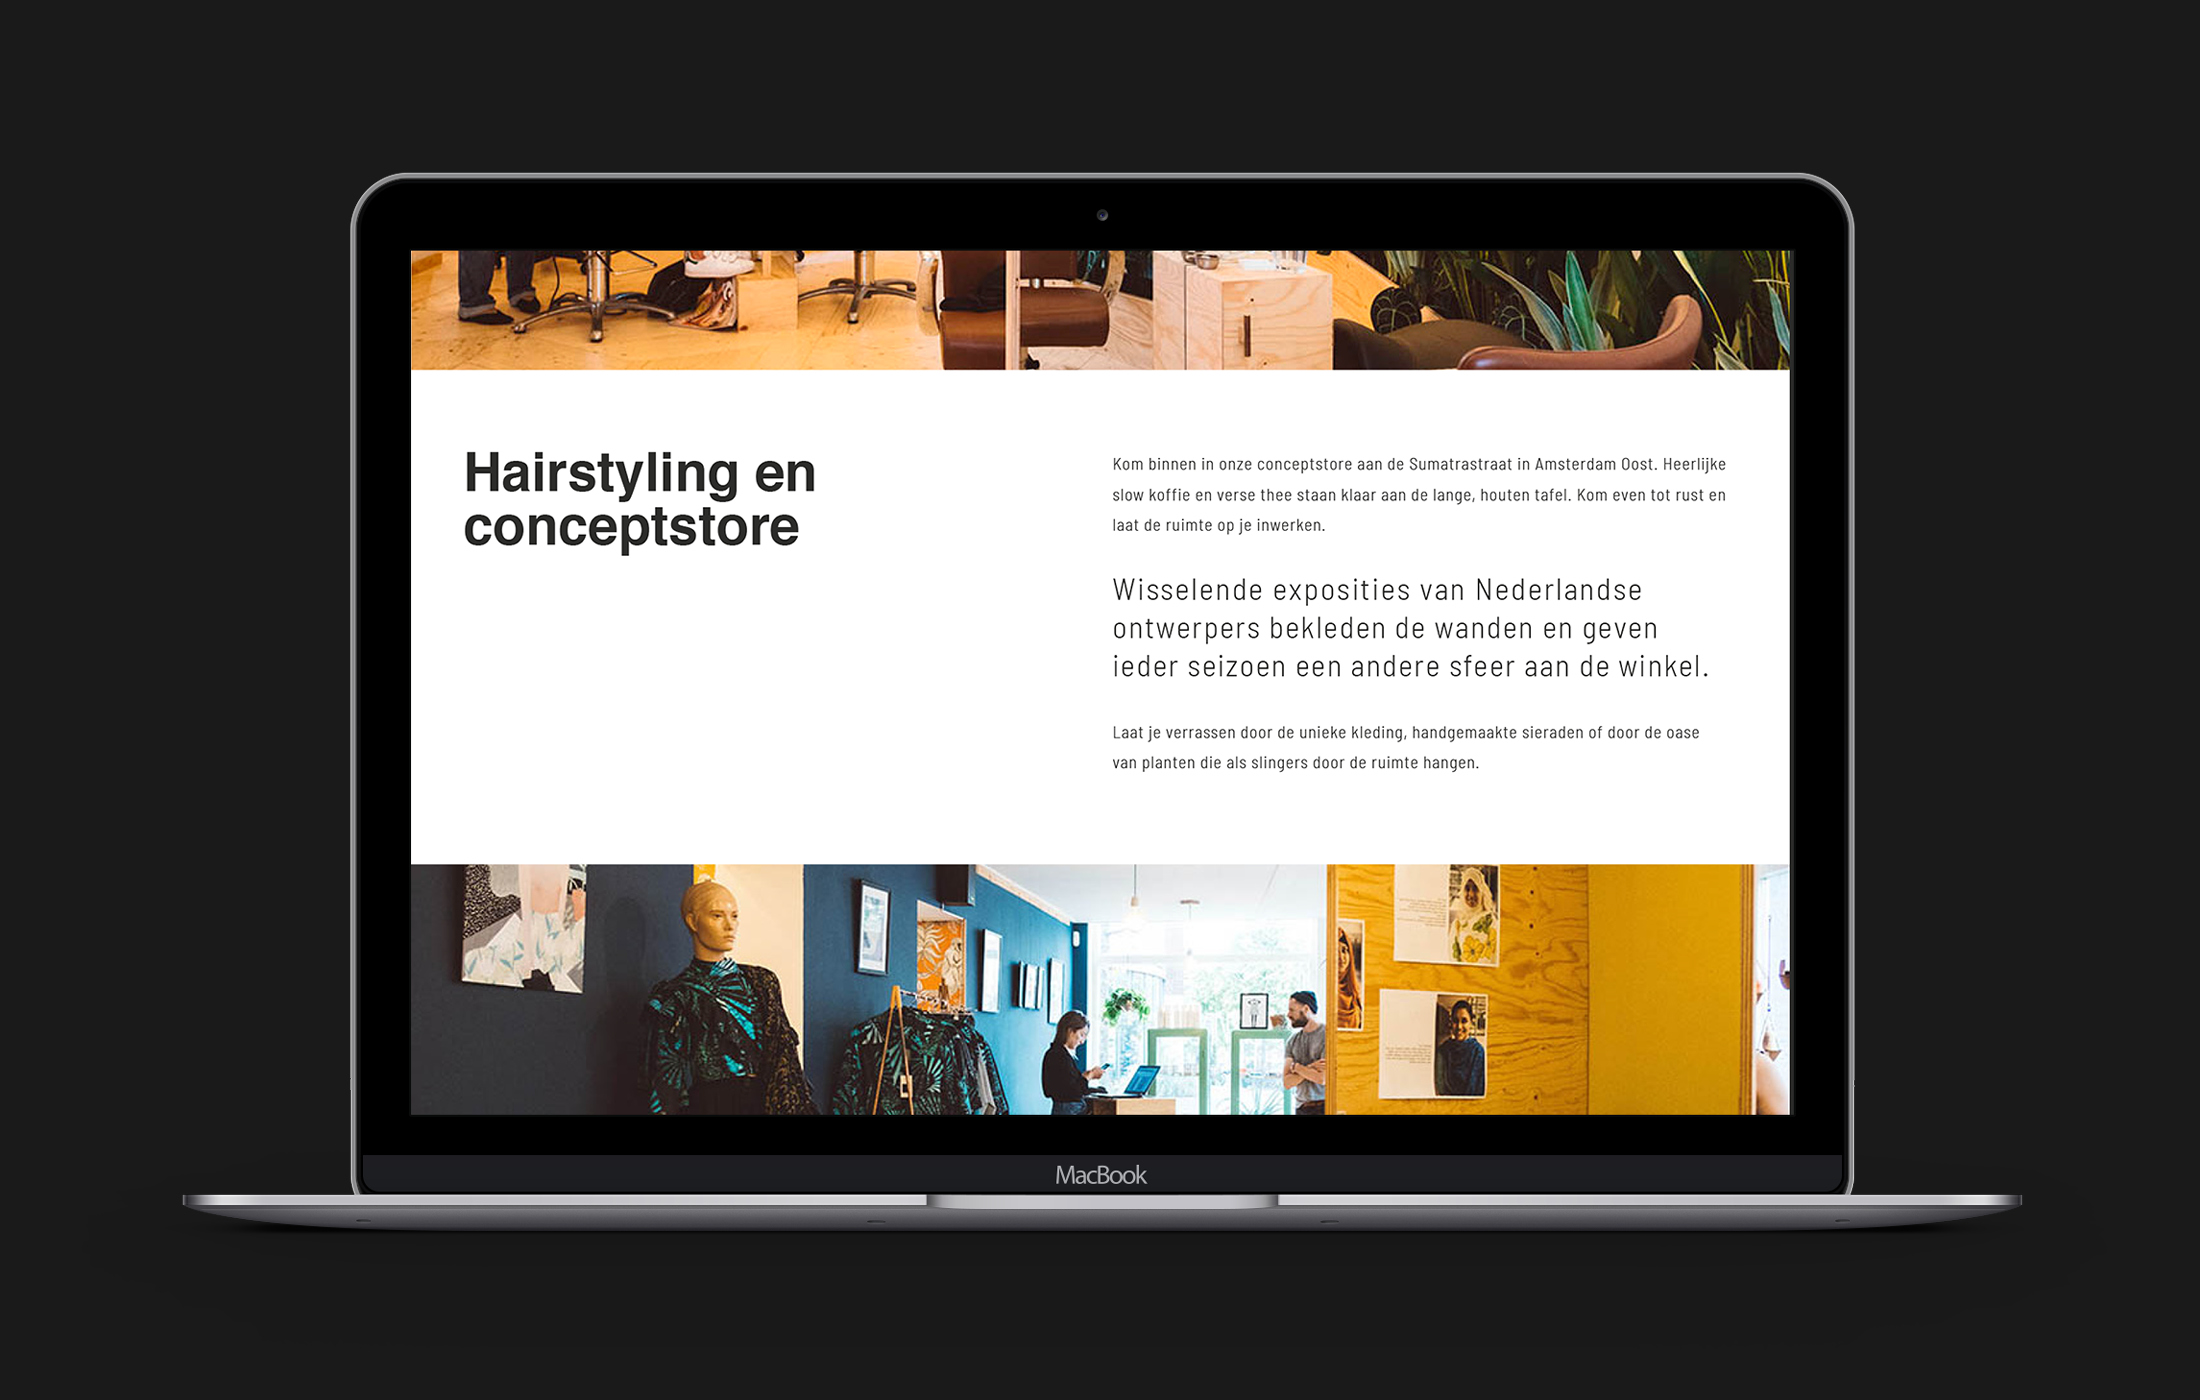 Hairstyling en
conceptstore
Kom binnen in onze conceptstore aan de Sumatrastraat in Amsterdam Oost. Heerlijke
slow koffie en verse thee staan klaar aan de lange, houten tafel. Kom even tot rust en
laat de ruimte op je inwerken.
Wisselende exposities van Nederlandse
ontwerpers bekleden de wanden en geven
ieder seizoen een andere sfeer aan de winkel.
Laat je verrassen door de unieke kleding, handgemaakte sieraden of door de oase
van planten die als slingers door de ruimte hangen.
MacBook